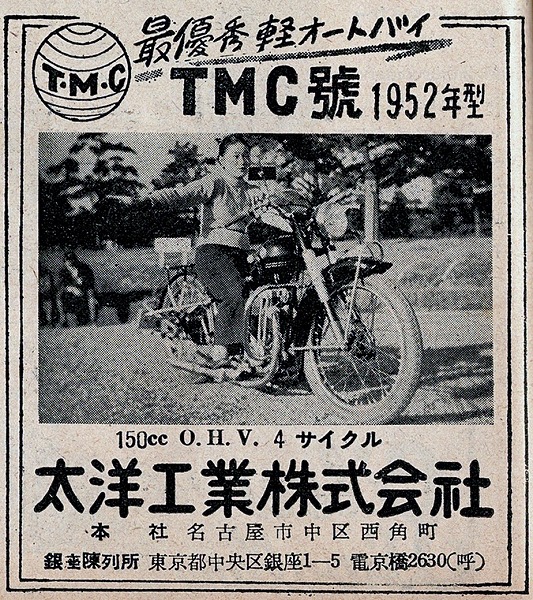 最優秀軽オートバイ
T・M・C
TMC號 1952年型
150cc O.H.V. 4 サイクル
太洋工業株式会社
本 社 名古屋市中区西角町
銀座陳列所 東京都中央区銀座1—5 電京橋2630(呼)